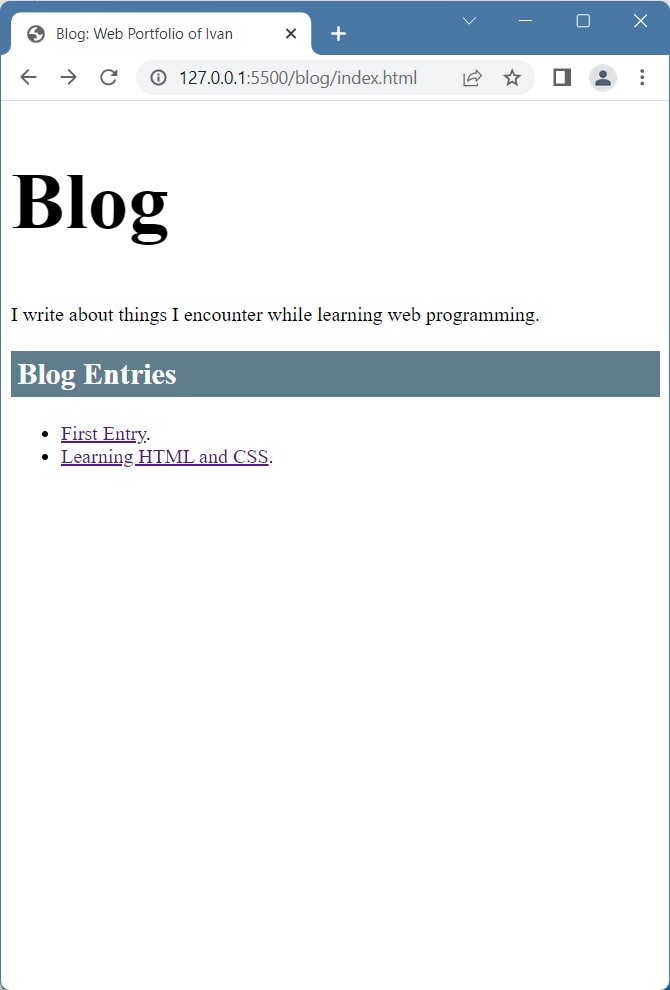 Blog: Web Portfolio of Ivan
127.0.0.1:5500/blog/index.html
Blog
I write about things I encounter while learning web programming.
Blog Entries
First Entry.
Learning HTML and CSS.